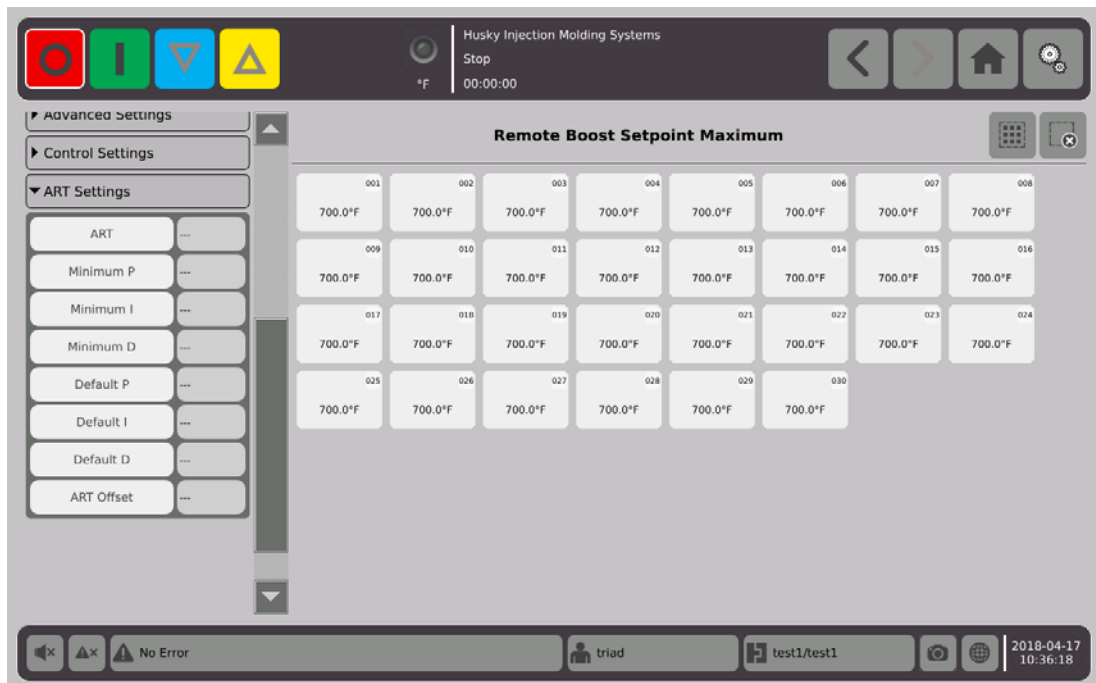 Husky Injection Molding Systems
Stop
°F 00:00:00
Advanced Settings
Control Settings
ART Settings
ART ---
Minimum P ---
Minimum I ---
Minimum D ---
Default P ---
Default I ---
Default D ---
ART Offset ---
Remote Boost Setpoint Maximum
001 002 003 004 005 006 007 008
700.0°F 700.0°F 700.0°F 700.0°F 700.0°F 700.0°F 700.0°F 700.0°F
009 010 011 012 013 014 015 016
700.0°F 700.0°F 700.0°F 700.0°F 700.0°F 700.0°F 700.0°F 700.0°F
017 018 019 020 021 022 023 024
700.0°F 700.0°F 700.0°F 700.0°F 700.0°F 700.0°F 700.0°F 700.0°F
025 026 027 028 029 030
700.0°F 700.0°F 700.0°F 700.0°F 700.0°F 700.0°F
No Error
triad
test1/test1
2018-04-17
10:36:18